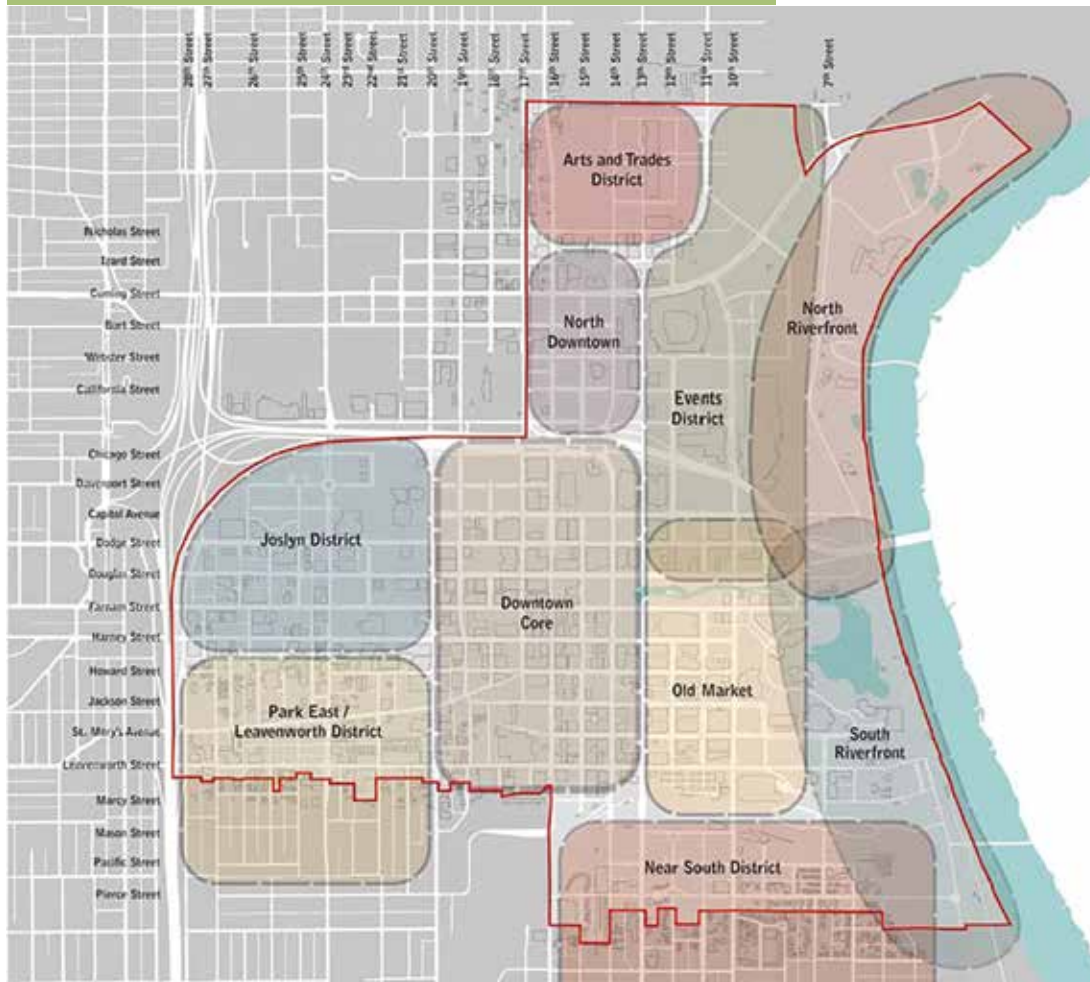 28th Street
27th Street
26th Street
25th Street
24th Street
23rd Street
22nd Street
21st Street
20th Street
19th Street
18th Street
17th Street
16th Street
15th Street
14th Street
13th Street
12th Street
11th Street
10th Street
7th Street
Arts and Trades
District
Nicholas Street
Izard Street
Cuming Street
Burt Street
Webster Street
California Street
Chicago Street
Davenport Street
Capitol Avenue
Dodge Street
Douglas Street
Farnam Street
Harney Street
Howard Street
Jackson Street
St. Mary's Avenue
Leavenworth Street
Marcy Street
Mason Street
Pacific Street
Pierce Street
North
Downtown
North
Riverfront
Events
District
Joslyn District
Downtown
Core
Old Market
Park East /
Leavenworth District
South
Riverfront
Near South District